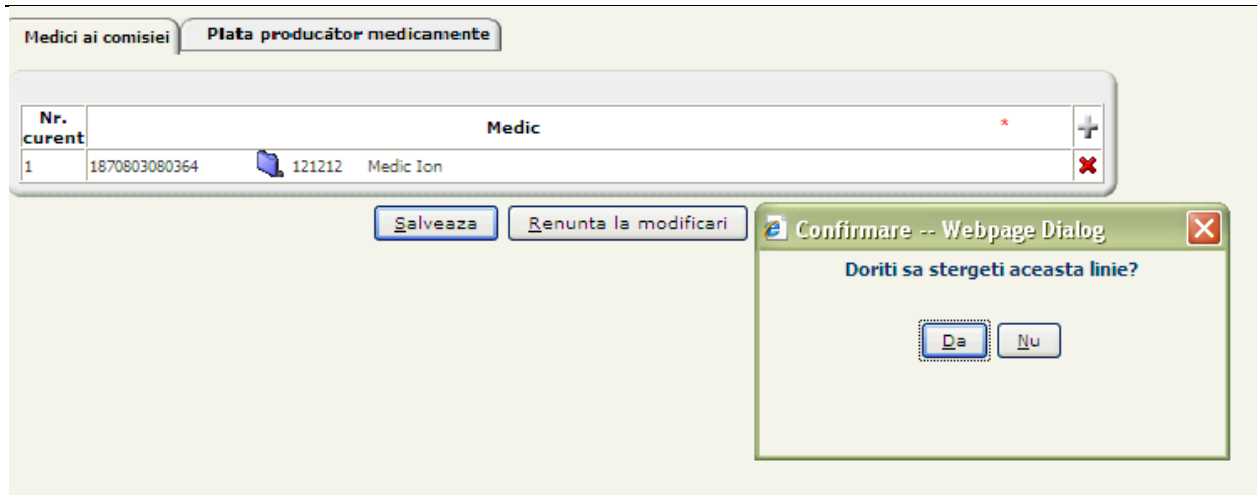 Medici ai comisiei Plata producător medicamente
Nr. curent Medic *
1 1870803080364 121212 Medic Ion
Salveaza Renunta la modificari
Confirmare -- Webpage Dialog
Doriti sa stergeti aceasta linie?
Da Nu